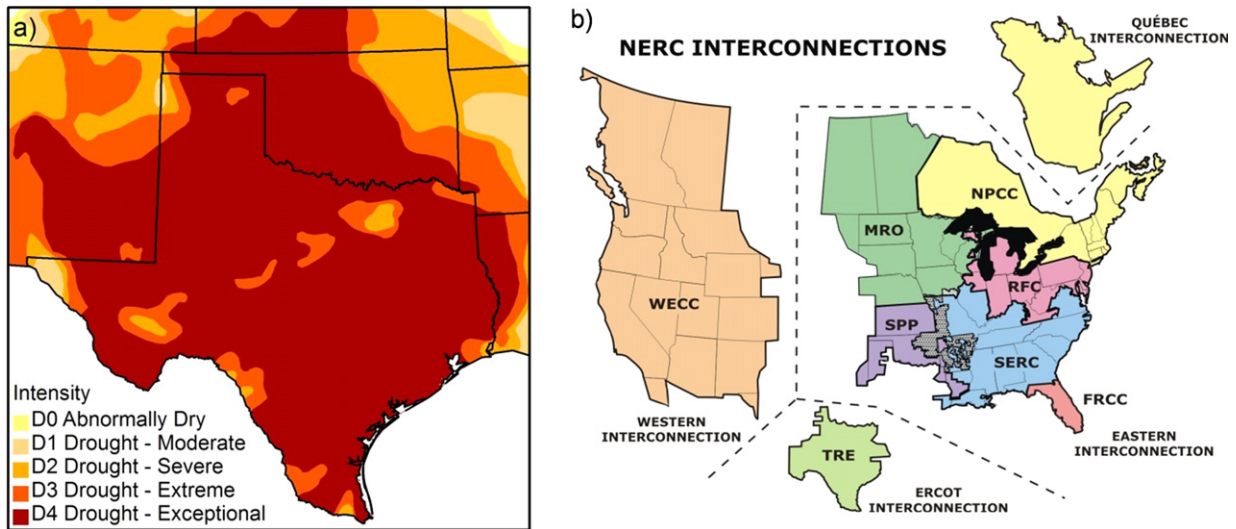 a)
Intensity
D0 Abnormally Dry
D1 Drought - Moderate
D2 Drought - Severe
D3 Drought - Extreme
D4 Drought - Exceptional
b)
NERC INTERCONNECTIONS
QUÉBEC
INTERCONNECTION
NPCC
MRO
RFC
WECC
SPP
SERC
FRCC
WESTERN
INTERCONNECTION
EASTERN
INTERCONNECTION
TRE
ERCOT
INTERCONNECTION